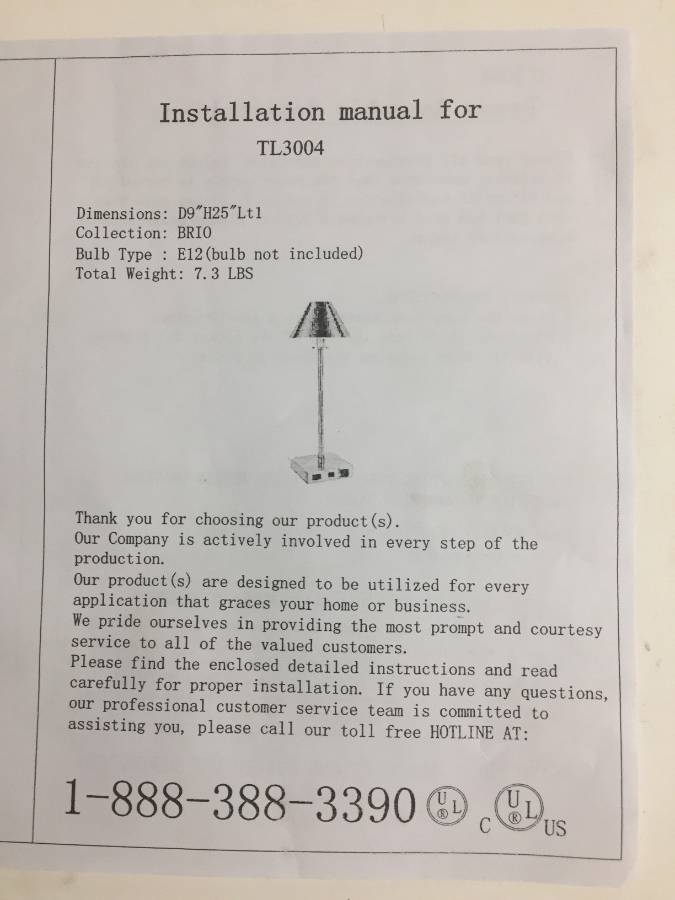 Installation manual for
TL3004
Dimensions: D9"H25"Lt1
Collection: BRIO
Bulb Type : E12(bulb not included)
Total Weight: 7.3 LBS
Thank you for choosing our product(s).
Our Company is actively involved in every step of the
production.
Our product(s) are designed to be utilized for every
application that graces your home or business.
We pride ourselves in providing the most prompt and courtesy
service to all of the valued customers.
Please find the enclosed detailed instructions and read
carefully for proper installation. If you have any questions,
our professional customer service team is committed to
assisting you, please call our toll free HOTLINE AT:
1-888-388-3390 UL® C UL® US